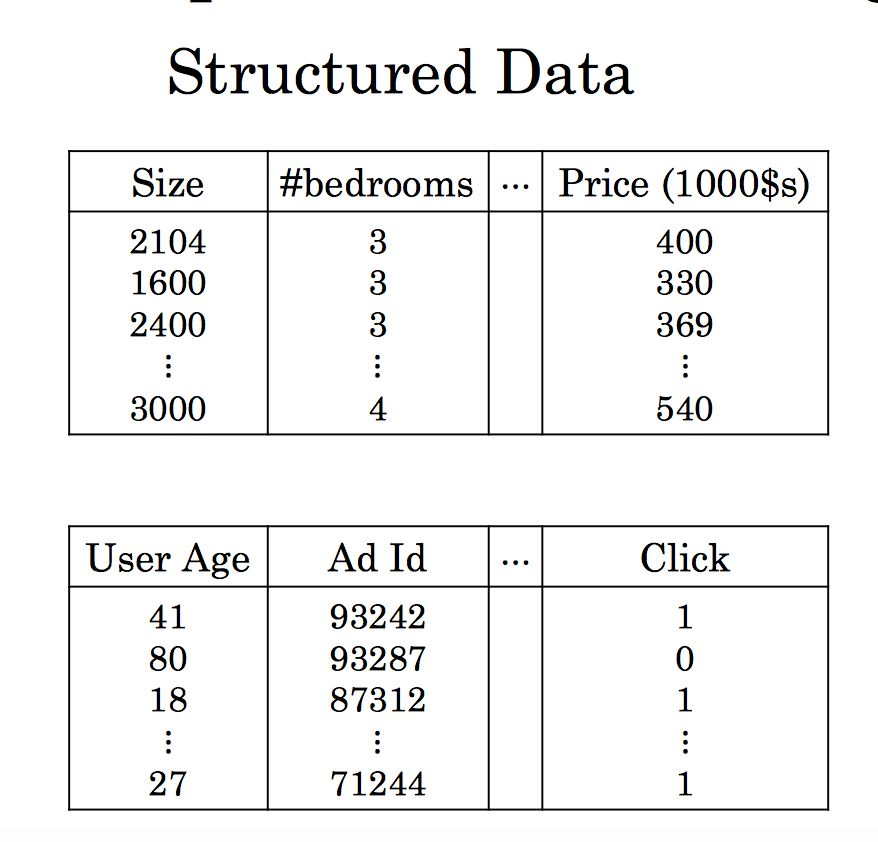 Structured Data
Size #bedrooms ... Price (1000$s)
2104 3 400
1600 3 330
2400 3 369
⋮ ⋮ ⋮
3000 4 540
User Age Ad Id ... Click
41 93242 1
80 93287 0
18 87312 1
⋮ ⋮ ⋮
27 71244 1